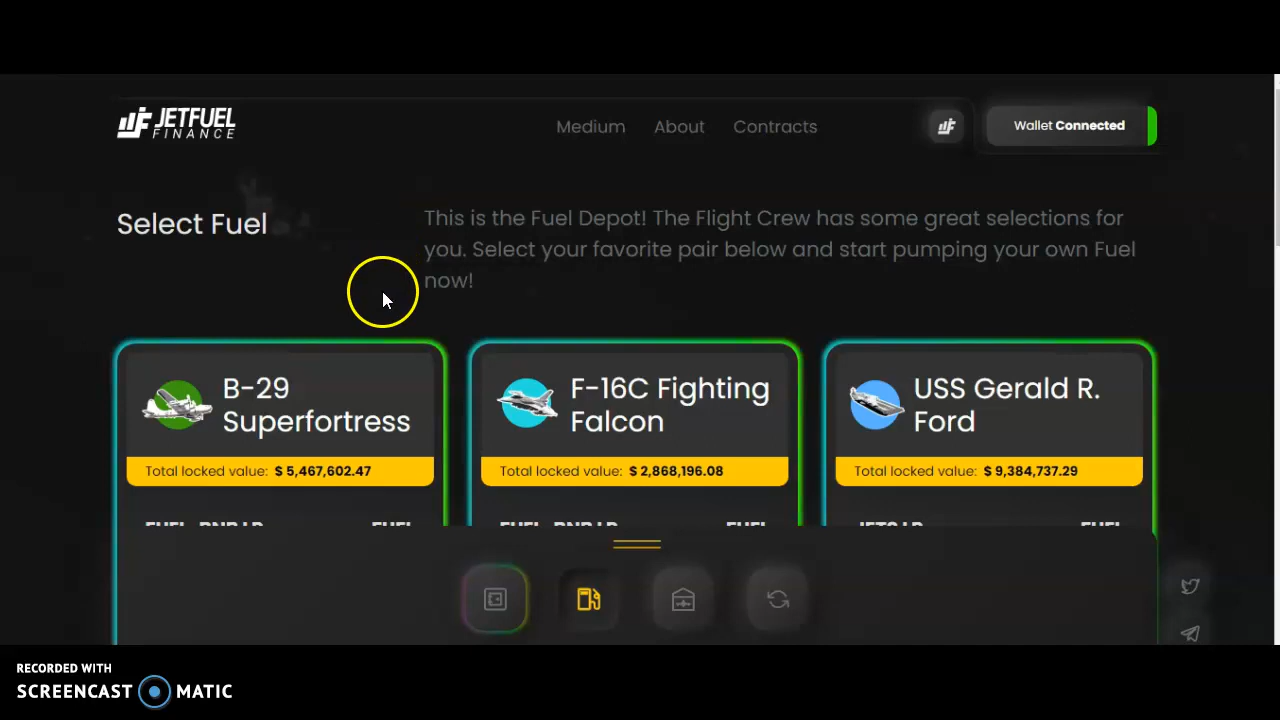 JETFUEL
FINANCE
Medium About Contracts
Wallet Connected
Select Fuel
This is the Fuel Depot! The Flight Crew has some great selections for
you. Select your favorite pair below and start pumping your own Fuel
now!
B-29
Superfortress
Total locked value: $ 5,467,602.47
F-16C Fighting
Falcon
Total locked value: $ 2,868,196.08
USS Gerald R.
Ford
Total locked value: $ 9,384,737.29
RECORDED WITH
SCREENCAST MATIC